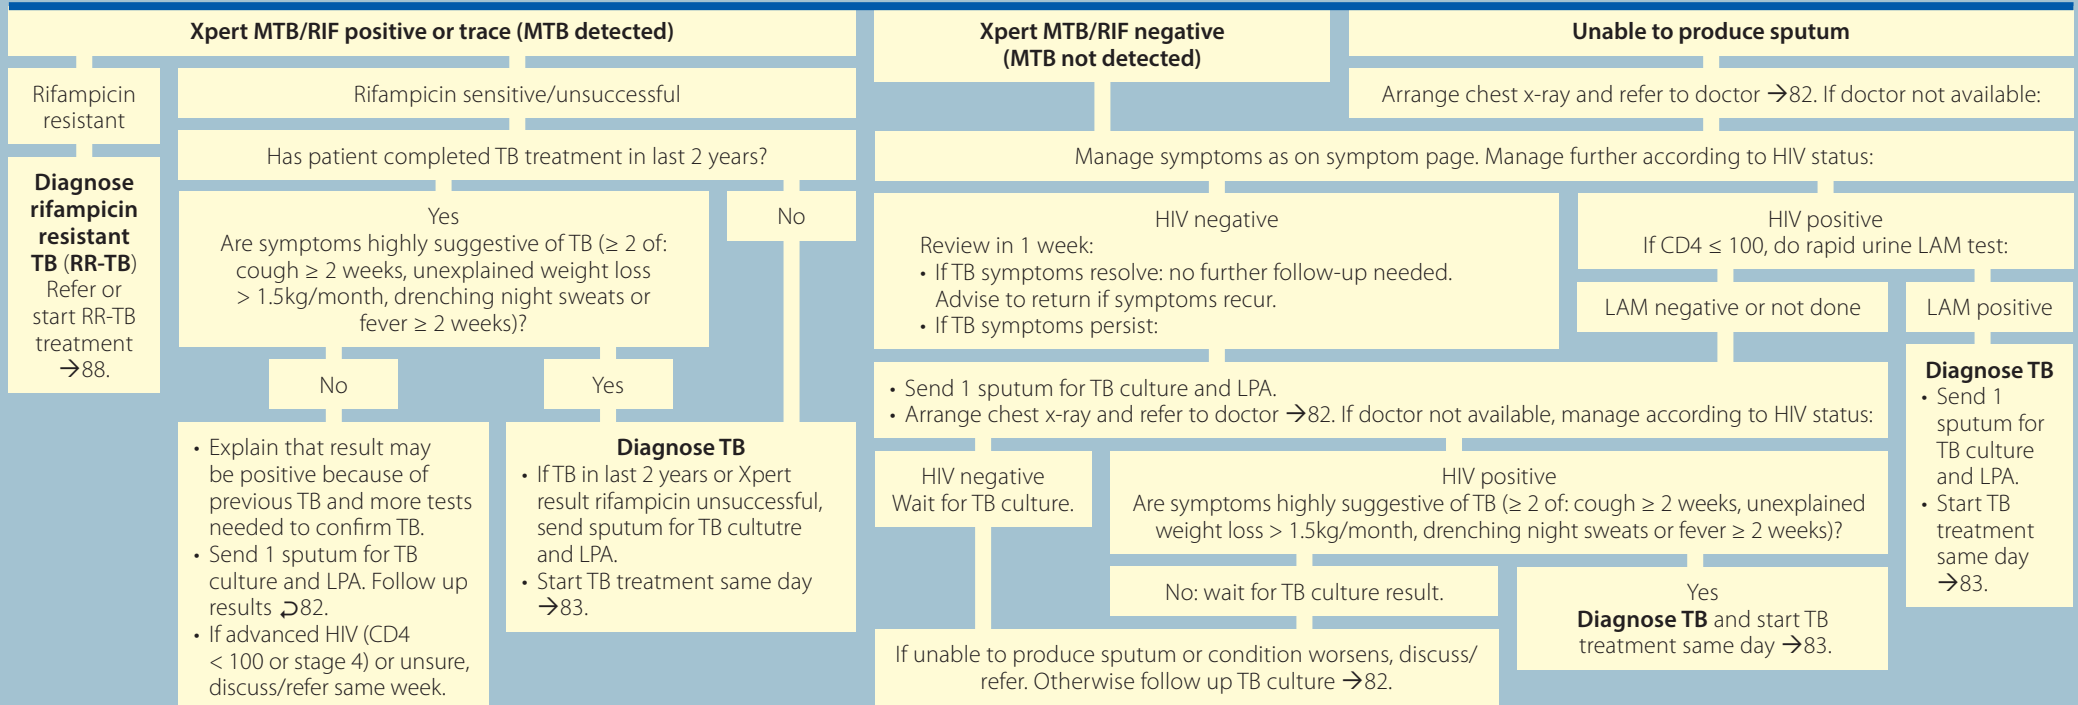 Xpert MTB/RIF positive or trace (MTB detected)
Rifampicin
resistant
Diagnose
rifampicin
resistant
TB (RR-TB)
Refer or
start RR-TB
treatment
→88.
Rifampicin sensitive/unsuccessful
Has patient completed TB treatment in last 2 years?
Yes
Are symptoms highly suggestive of TB (≥ 2 of:
cough ≥ 2 weeks, unexplained weight loss
> 1.5kg/month, drenching night sweats or
fever ≥ 2 weeks)?
No
No
• Explain that result may
be positive because of
previous TB and more tests
needed to confirm TB.
• Send 1 sputum for TB
culture and LPA. Follow up
results ⮌82.
• If advanced HIV (CD4
< 100 or stage 4) or unsure,
discuss/refer same week.
Yes
Diagnose TB
• If TB in last 2 years or Xpert
result rifampicin unsuccessful,
send sputum for TB cultutre
and LPA.
• Start TB treatment same day
→83.
Xpert MTB/RIF negative
(MTB not detected)
Unable to produce sputum
Arrange chest x-ray and refer to doctor →82. If doctor not available:
Manage symptoms as on symptom page. Manage further according to HIV status:
HIV negative
Review in 1 week:
• If TB symptoms resolve: no further follow-up needed.
Advise to return if symptoms recur.
• If TB symptoms persist:
HIV positive
If CD4 ≤ 100, do rapid urine LAM test:
LAM negative or not done
LAM positive
Diagnose TB
• Send 1
sputum for
TB culture
and LPA.
• Start TB
treatment
same day
→83.
• Send 1 sputum for TB culture and LPA.
• Arrange chest x-ray and refer to doctor →82. If doctor not available, manage according to HIV status:
HIV negative
Wait for TB culture.
HIV positive
Are symptoms highly suggestive of TB (≥ 2 of: cough ≥ 2 weeks, unexplained
weight loss > 1.5kg/month, drenching night sweats or fever ≥ 2 weeks)?
No: wait for TB culture result.
Yes
Diagnose TB and start TB
treatment same day →83.
If unable to produce sputum or condition worsens, discuss/
refer. Otherwise follow up TB culture →82.